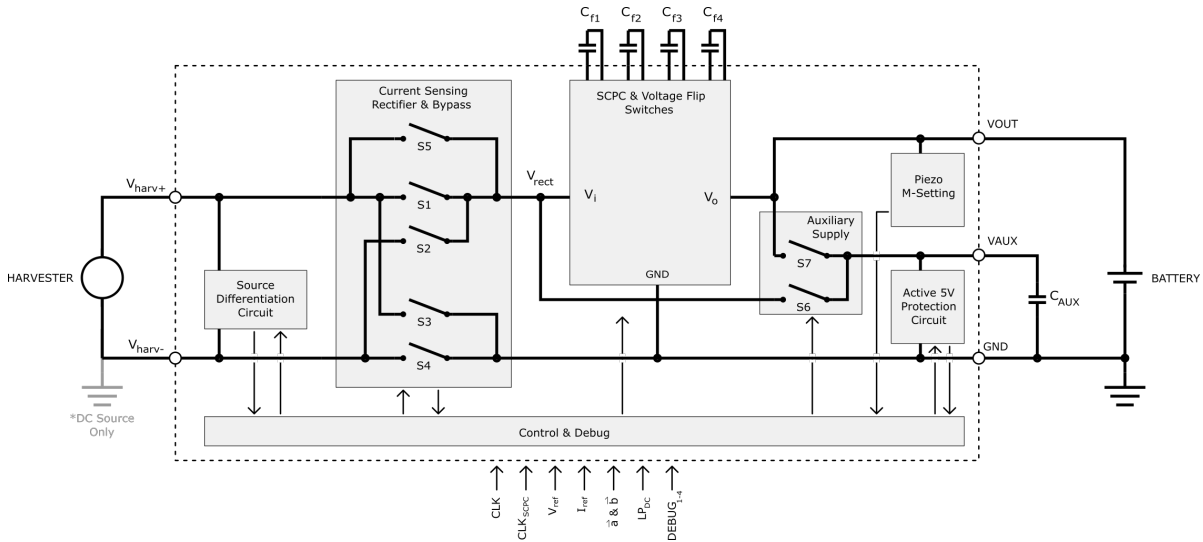 Cf1 Cf2 Cf3 Cf4
Current Sensing
Rectifier & Bypass
SCPC & Voltage Flip
Switches
S5
VOUT
Piezo
M-Setting
Vharv+
S1
Vrect
Vi
Vo
S2
Auxiliary
Supply
VAUX
S7
HARVESTER
Source
Differentiation
Circuit
GND
S6
Active 5V
Protection
Circuit
CAUX
BATTERY
S3
Vharv-
S4
GND
*DC Source
Only
Control & Debug
CLK
CLKSCPC
Vref
Iref
a⃗ & b⃗
LPDC
DEBUG1-4